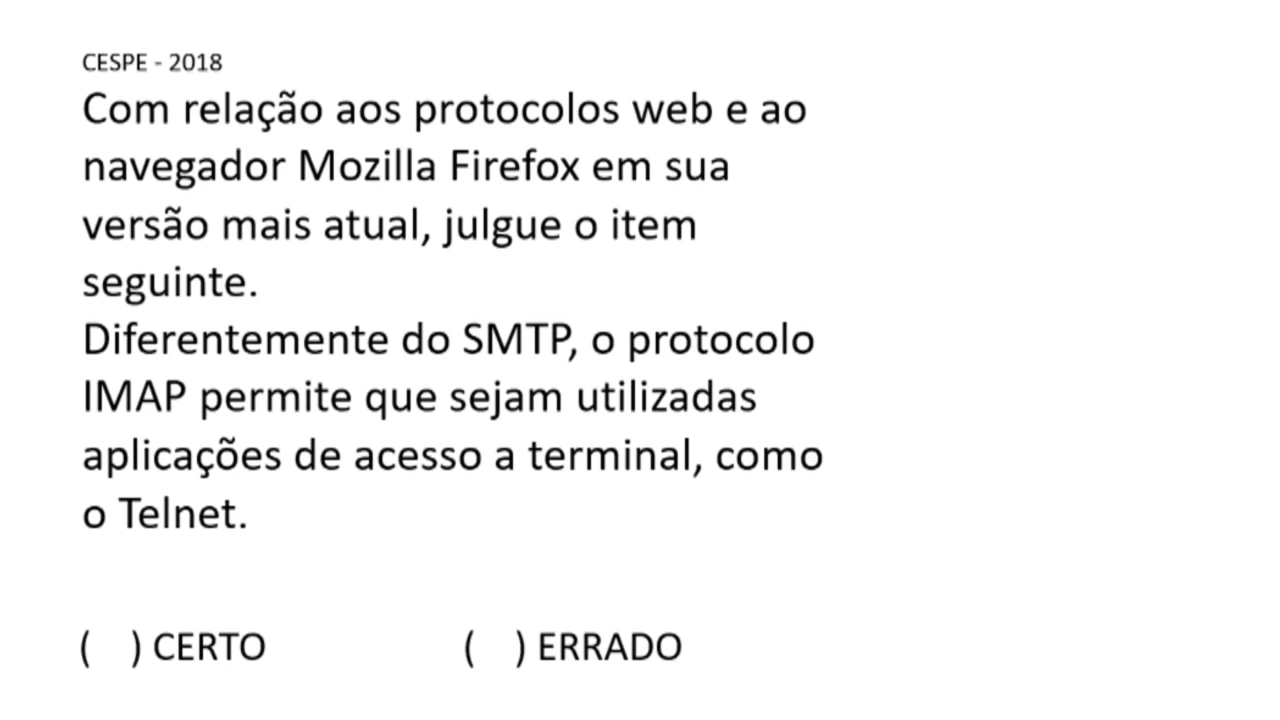 CESPE - 2018
Com relação aos protocolos web e ao
navegador Mozilla Firefox em sua
versão mais atual, julgue o item
seguinte.
Diferentemente do SMTP, o protocolo
IMAP permite que sejam utilizadas
aplicações de acesso a terminal, como
o Telnet.
(   ) CERTO (   ) ERRADO